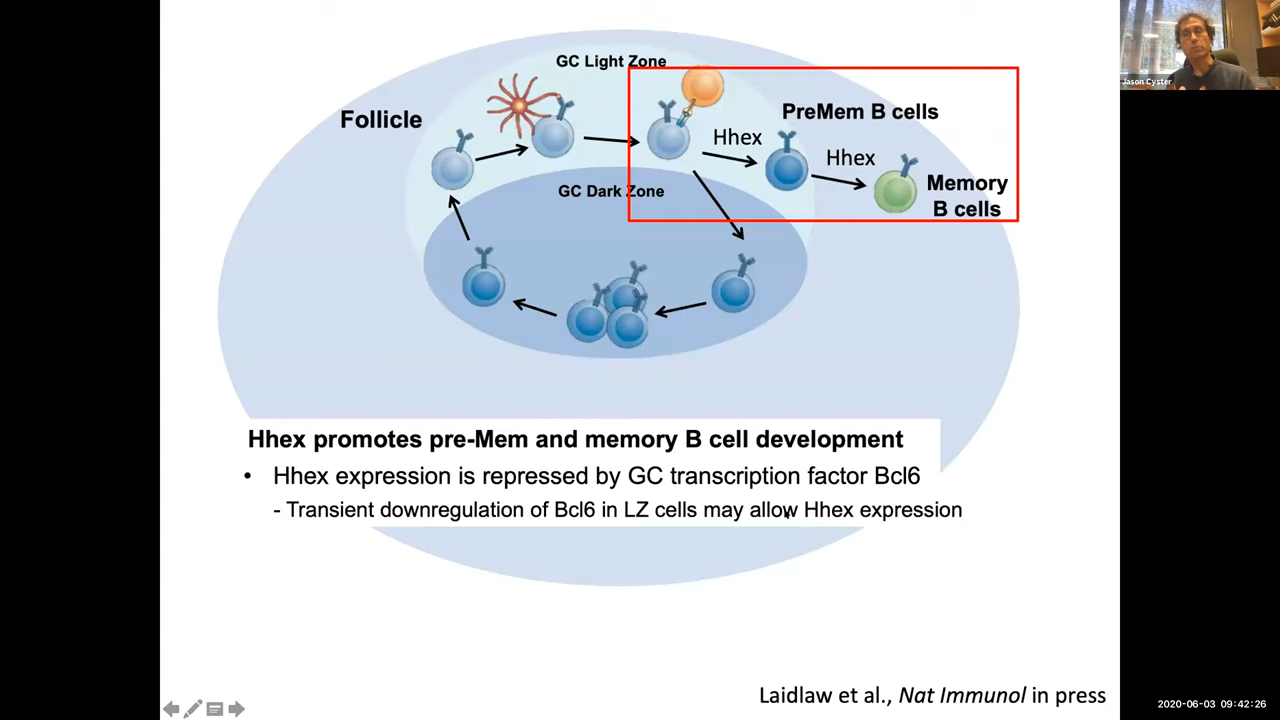 GC Light Zone
Jason Cyster
Follicle
PreMem B cells
Hhex
Hhex
GC Dark Zone
Memory
B cells
Hhex promotes pre-Mem and memory B cell development
• Hhex expression is repressed by GC transcription factor Bcl6
- Transient downregulation of Bcl6 in LZ cells may allow Hhex expression
Laidlaw et al., Nat Immunol in press
2020-06-03 09:42:26